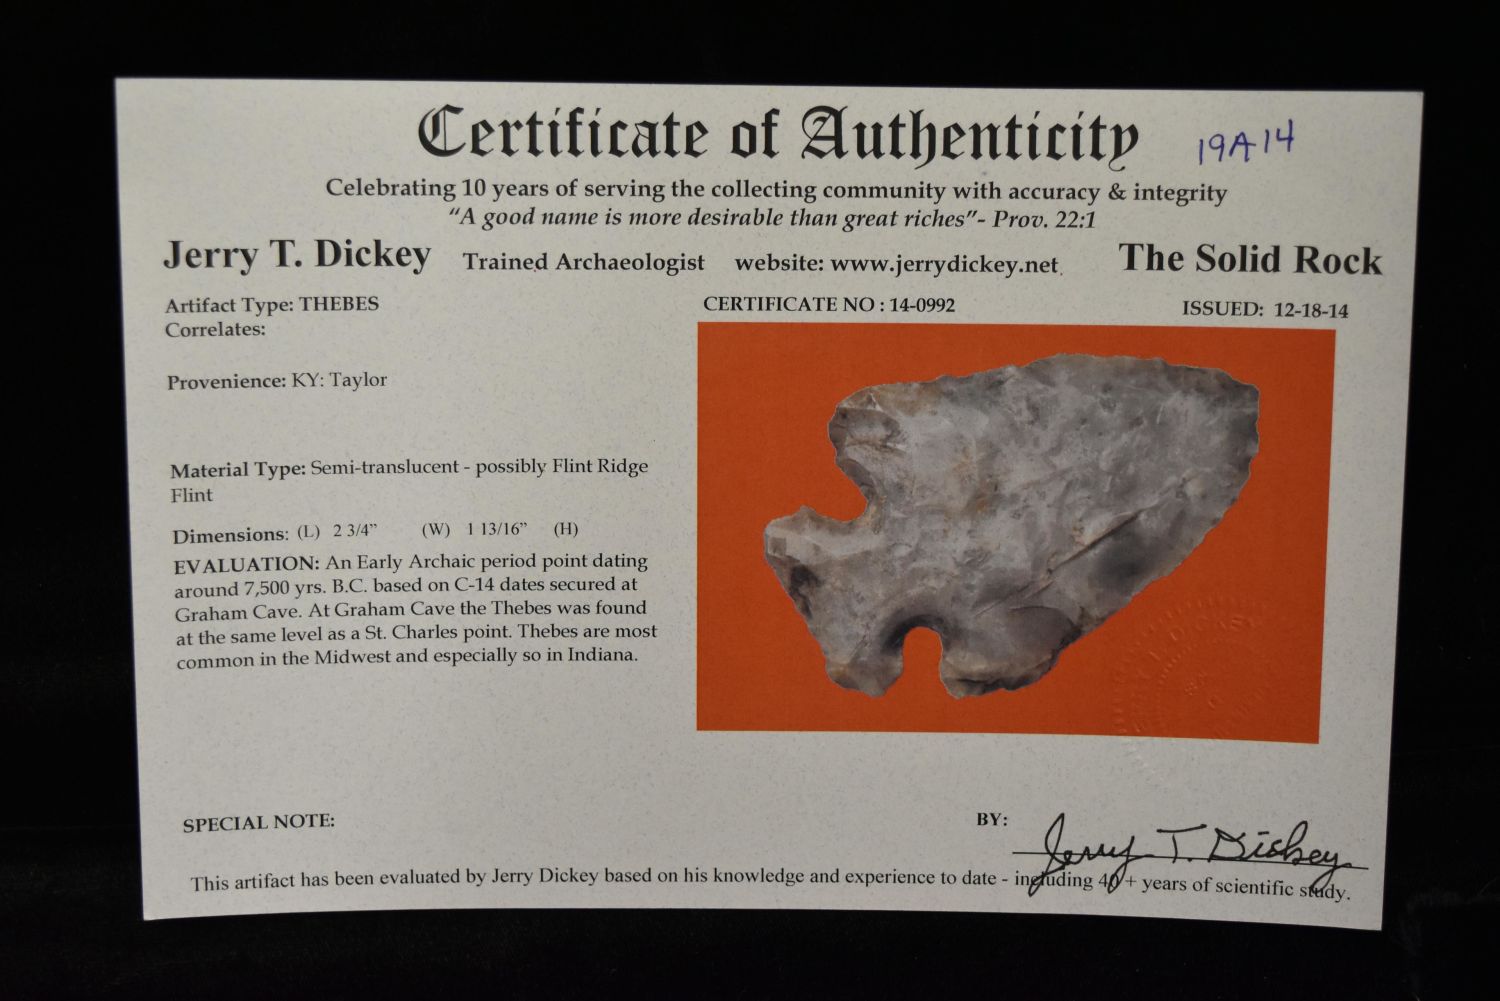 Certificate of Authenticity
19A14
Celebrating 10 years of serving the collecting community with accuracy & integrity
"A good name is more desirable than great riches"- Prov. 22:1
Jerry T. Dickey Trained Archaeologist website: www.jerrydickey.net. The Solid Rock
Artifact Type: THEBES
Correlates:
CERTIFICATE NO : 14-0992 ISSUED: 12-18-14
Provenience: KY: Taylor
Material Type: Semi-translucent - possibly Flint Ridge
Flint
Dimensions: (L) 2 3/4" (W) 1 13/16" (H)
EVALUATION: An Early Archaic period point dating
around 7,500 yrs. B.C. based on C-14 dates secured at
Graham Cave. At Graham Cave the Thebes was found
at the same level as a St. Charles point. Thebes are most
common in the Midwest and especially so in Indiana.
SPECIAL NOTE:
BY: Jerry T. Dickey
This artifact has been evaluated by Jerry Dickey based on his knowledge and experience to date - including 40 + years of scientific study.